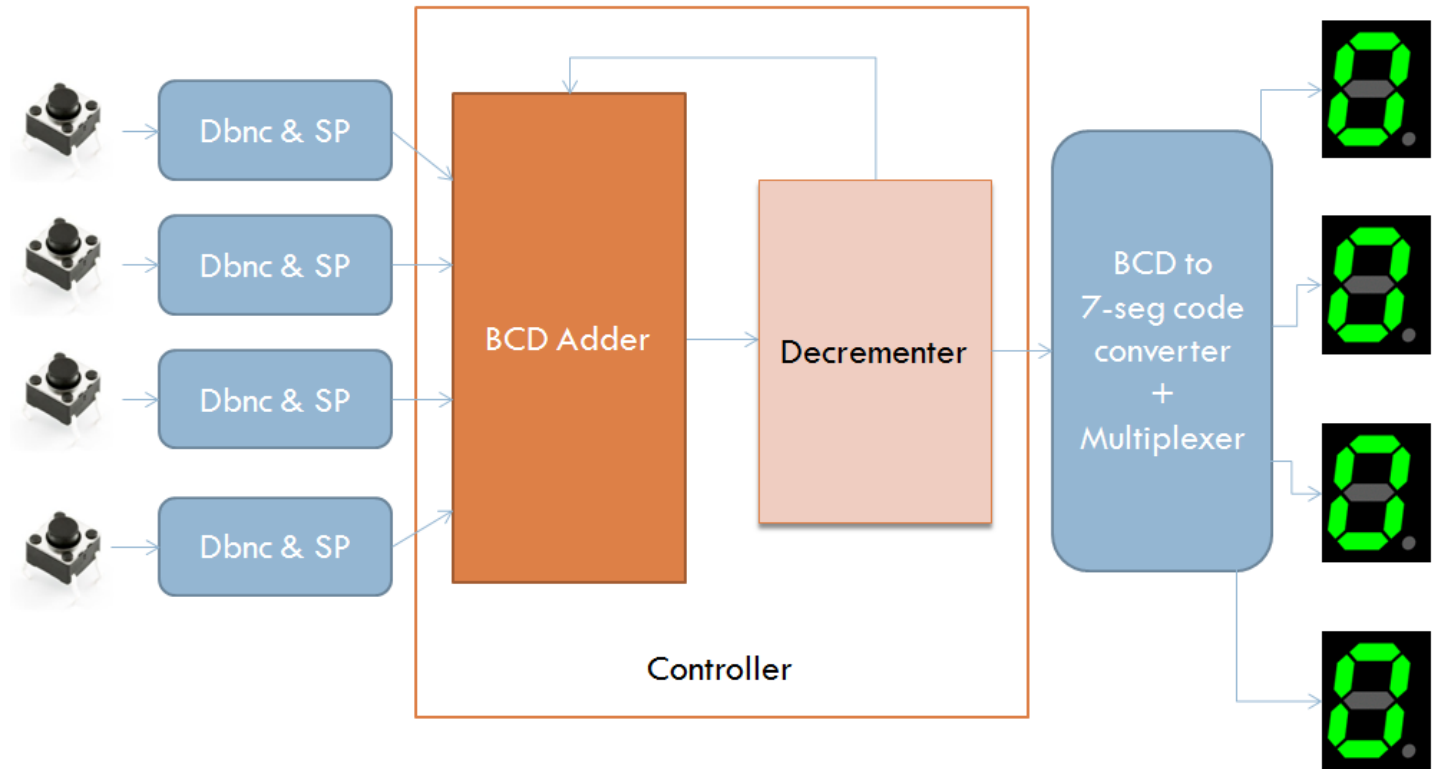 Dbnc & SP
Dbnc & SP
Dbnc & SP
Dbnc & SP
BCD Adder
Decrementer
Controller
BCD to
7-seg code
converter
+
Multiplexer